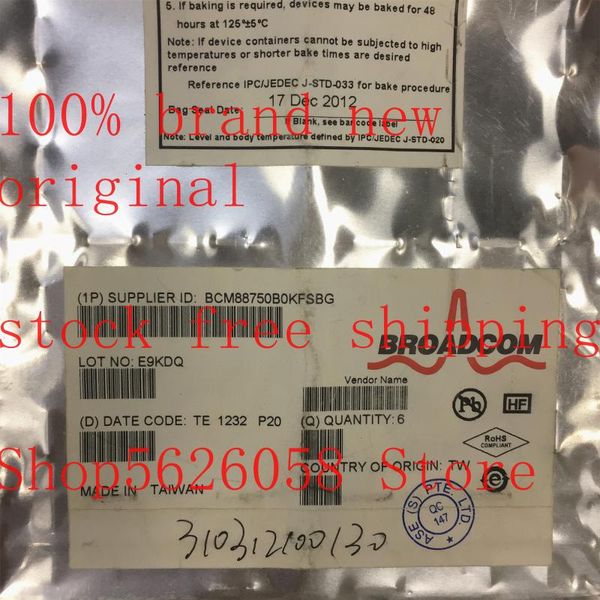 5. If baking is required, devices may be baked for 48
hours at 125°±5°C
Note: If device containers cannot be subjected to high
temperatures or shorter bake times are desired
reference
Reference IPC/JEDEC J-STD-033 for bake procedure
Bag Seal Date: 17 Dec 2012
If Blank, see bar code label
Note: Level and body temperature defined by IPC/JEDEC J-STD-020
100% brand new
original
(1P) SUPPLIER ID: BCM88750B0KFSBG
stock free shipping
BROADCOM
LOT NO: E9KDQ
Vendor Name
Pb HF
(D) DATE CODE: TE 1232 P20 (Q) QUANTITY: 6
RoHS
COMPLIANT
Shop5626058 Store
COUNTRY OF ORIGIN: TW
MADE IN TAIWAN
e
ASE (S) PTE. LTD.
QC
147
310312100130